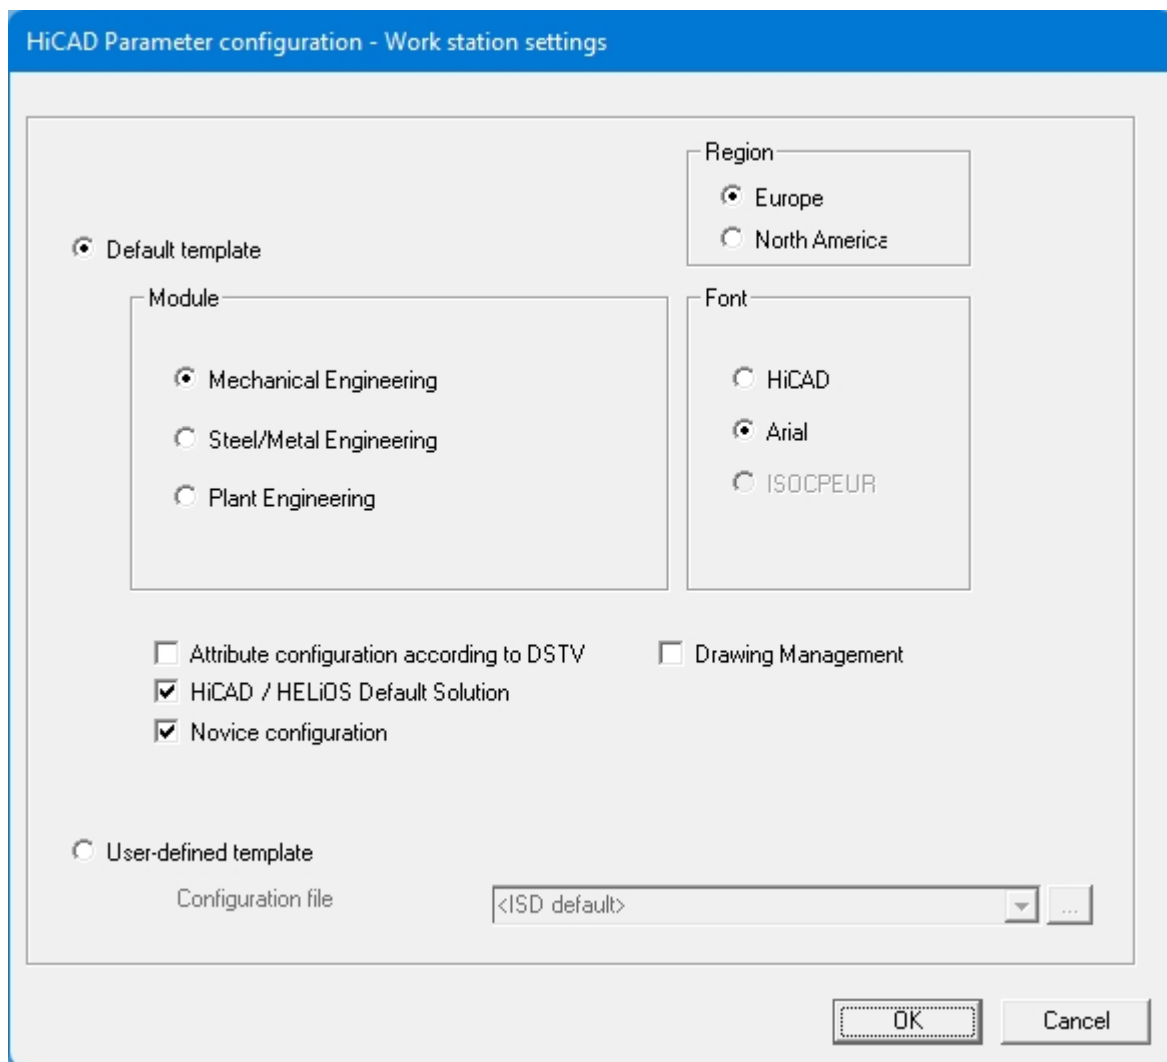 HiCAD Parameter configuration - Work station settings
Region
Europe
North America
Default template
Module
Font
Mechanical Engineering
HiCAD
Steel/Metal Engineering
Arial
Plant Engineering
ISOCPEUR
Attribute configuration according to DSTV
Drawing Management
HiCAD / HELiOS Default Solution
Novice configuration
User-defined template
Configuration file
<ISD default>
...
OK
Cancel